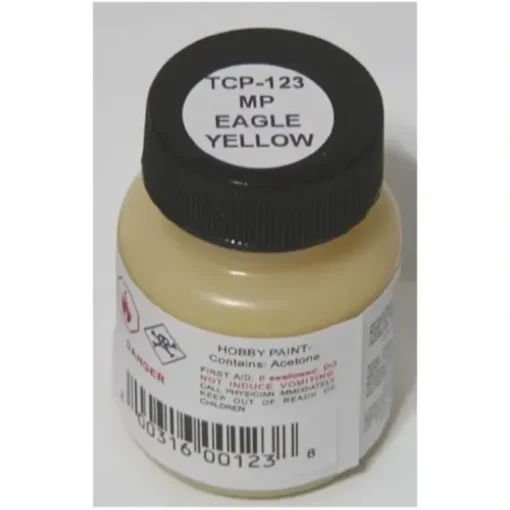 TCP-123
MP
EAGLE
YELLOW
HOBBY PAINT-
Contains: Acetone
DANGER
FIRST AID, If swallowed, DO
NOT INDUCE VOMITING
CALL PHYSICIAN IMMEDIATELY
KEEP OUT OF REACH OF
CHILDREN
00316 00123 8